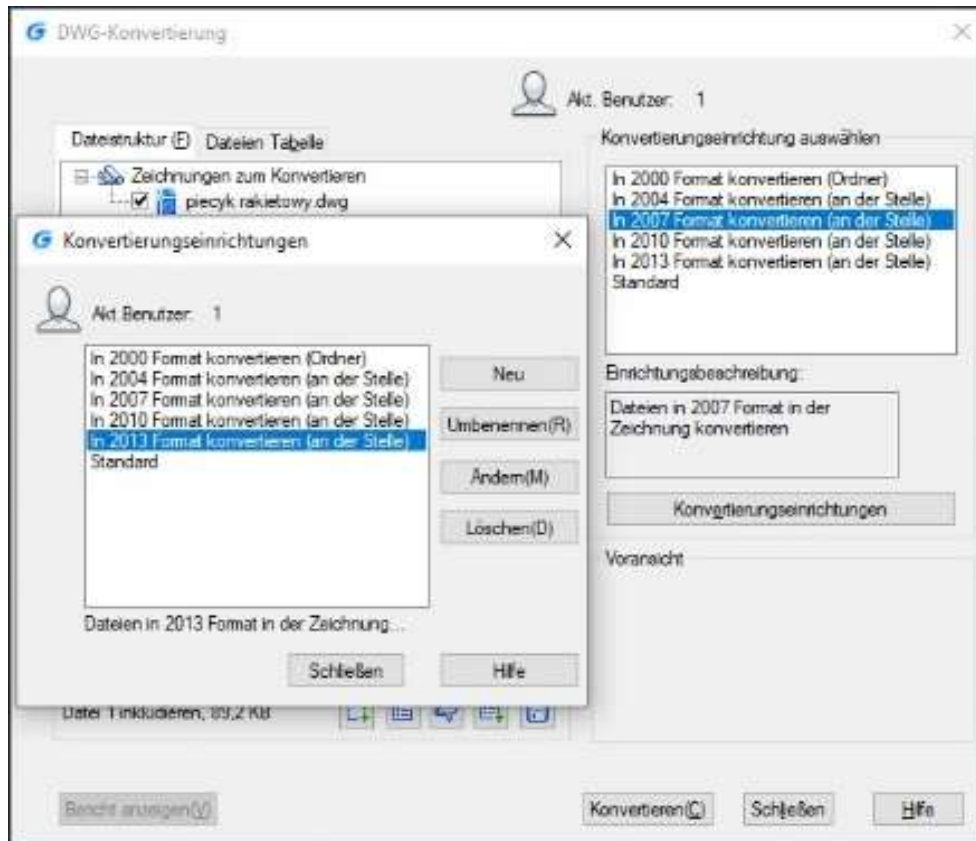 DWG-Konvertierung
Akt. Benutzer: 1
Dateistruktur (F) Dateien Tabelle
Zeichnungen zum Konvertieren
piecyk rakietowy.dwg
Konvertierungseinrichtung auswählen
In 2000 Format konvertieren (Ordner)
In 2004 Format konvertieren (an der Stelle)
In 2007 Format konvertieren (an der Stelle)
In 2010 Format konvertieren (an der Stelle)
In 2013 Format konvertieren (an der Stelle)
Standard
Einrichtungsbeschreibung:
Dateien in 2007 Format in der
Zeichnung konvertieren
Konvertierungseinrichtungen
Voransicht
Konvertierungseinrichtungen
Akt Benutzer: 1
In 2000 Format konvertieren (Ordner)
In 2004 Format konvertieren (an der Stelle)
In 2007 Format konvertieren (an der Stelle)
In 2010 Format konvertieren (an der Stelle)
In 2013 Format konvertieren (an der Stelle)
Standard
Neu
Umbenennen(R)
Ändern(M)
Löschen(D)
Dateien in 2013 Format in der Zeichnung...
Schließen
Hilfe
Datei 1 inkludieren, 89,2 KB
Bericht anzeigen(V)
Konvertieren(C)
Schließen
Hilfe